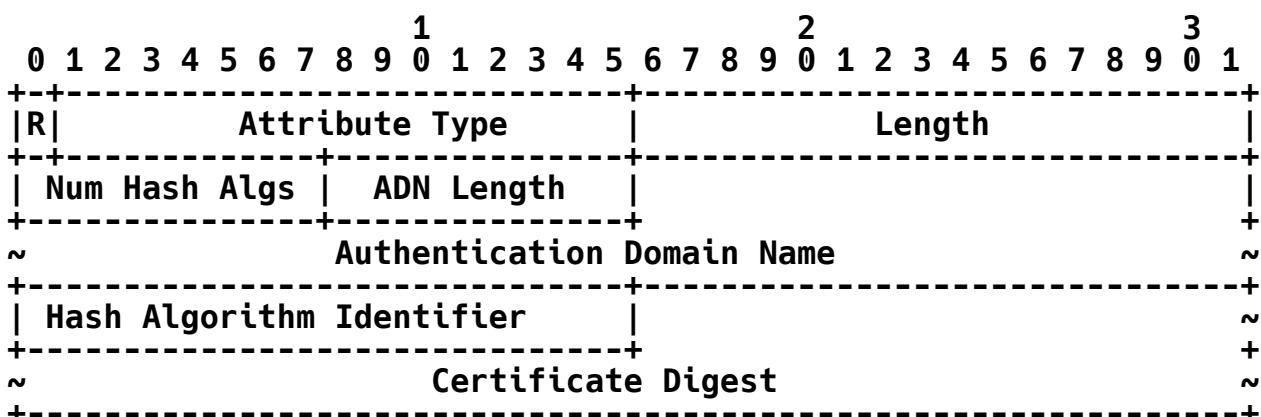 1                   2                   3
 0 1 2 3 4 5 6 7 8 9 0 1 2 3 4 5 6 7 8 9 0 1 2 3 4 5 6 7 8 9 0 1
+-+-----------------------------+-------------------------------+
|R|         Attribute Type      |            Length             |
+-+-------------+---------------+-------------------------------+
| Num Hash Algs |  ADN Length   |                               |
+---------------+---------------+                               +
~                Authentication Domain Name                     ~
+-------------------------------+-------------------------------+
| Hash Algorithm Identifier     |                               ~
+-------------------------------+                               +
~                     Certificate Digest                        ~
+---------------------------------------------------------------+